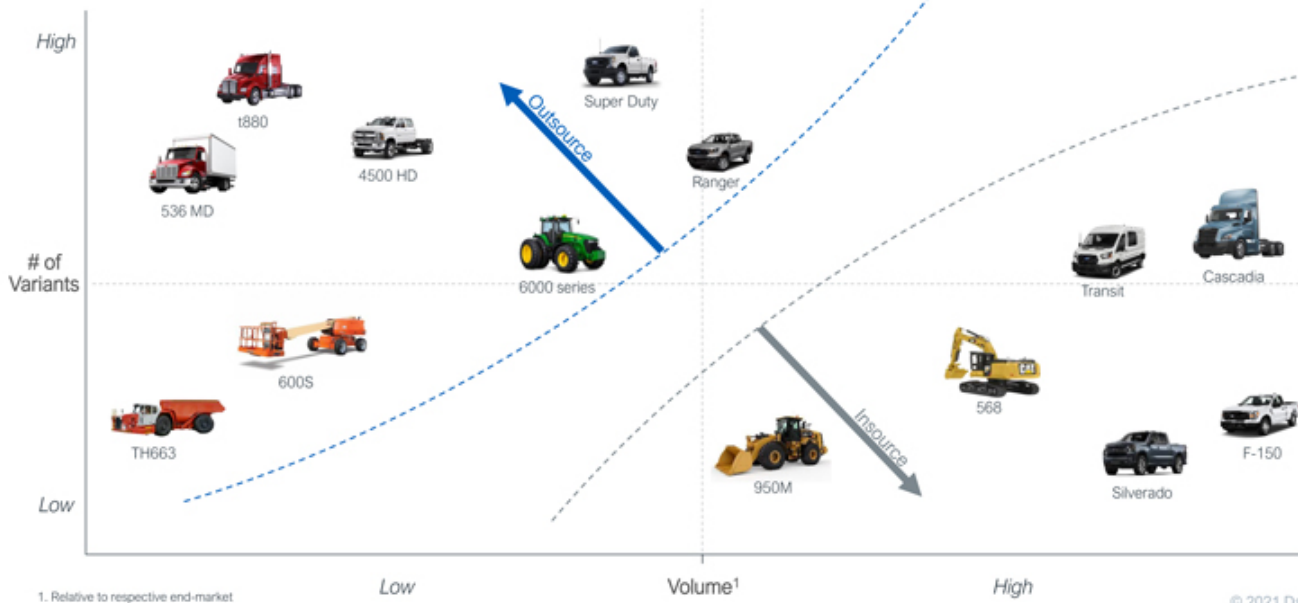 High
t880
Super Duty
Outsource
4500 HD
Ranger
536 MD
# of
Variants
6000 series
Transit
Cascadia
600S
568
TH663
Insource
950M
Silverado
F-150
Low
Low
Volume1
High
1. Relative to respective end-market
© 2021